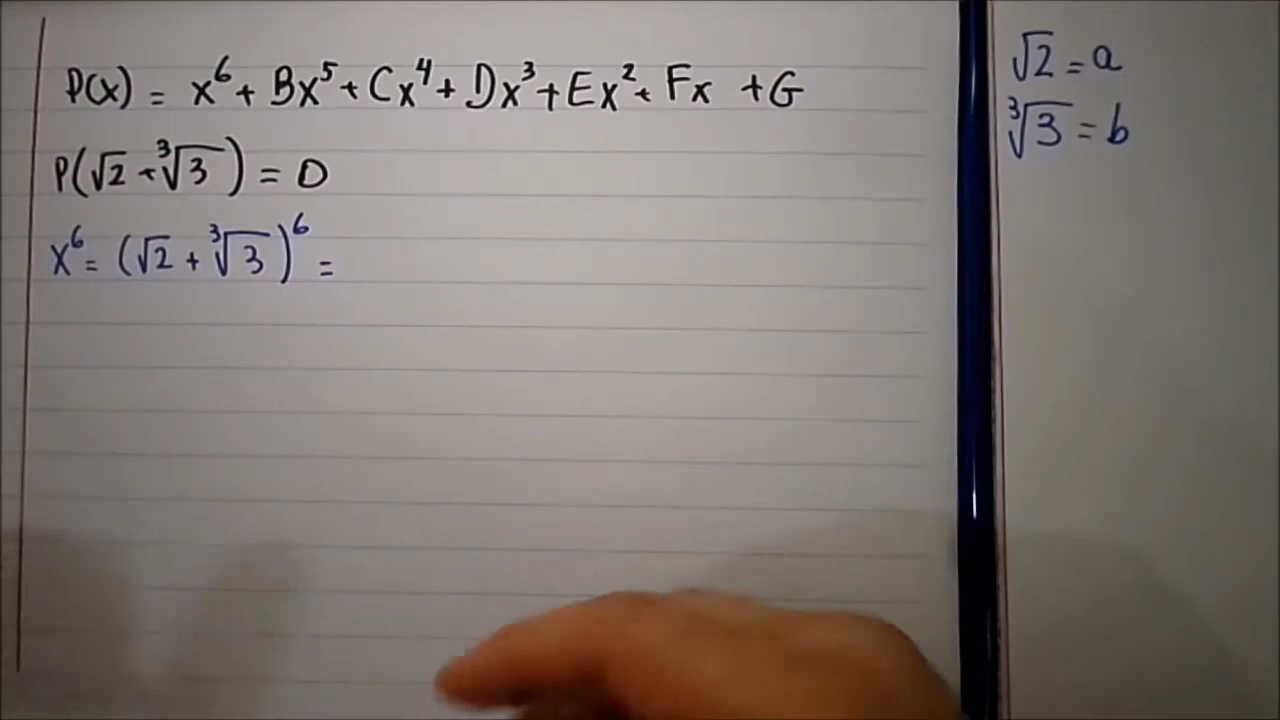 P(x) = x⁶ + Bx⁵ + Cx⁴ + Dx³ + Ex² + Fx + G
P(√2 + ∛3) = 0
x⁶ = (√2 + ∛3)⁶ =
√2 = a
∛3 = b